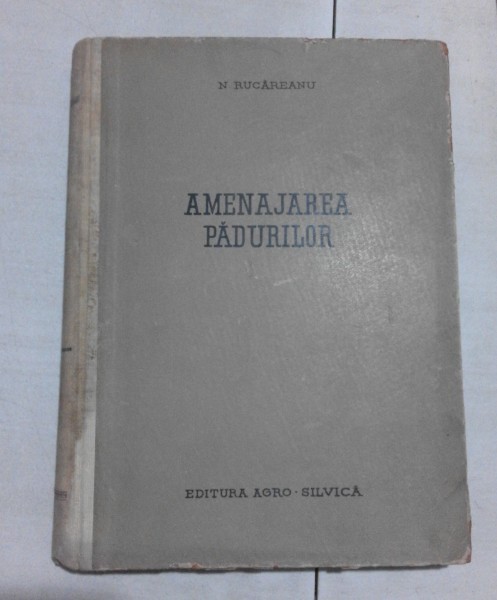 N RUCĂREANU
AMENAJAREA
PĂDURILOR
EDITURA AGRO · SILVICĂ